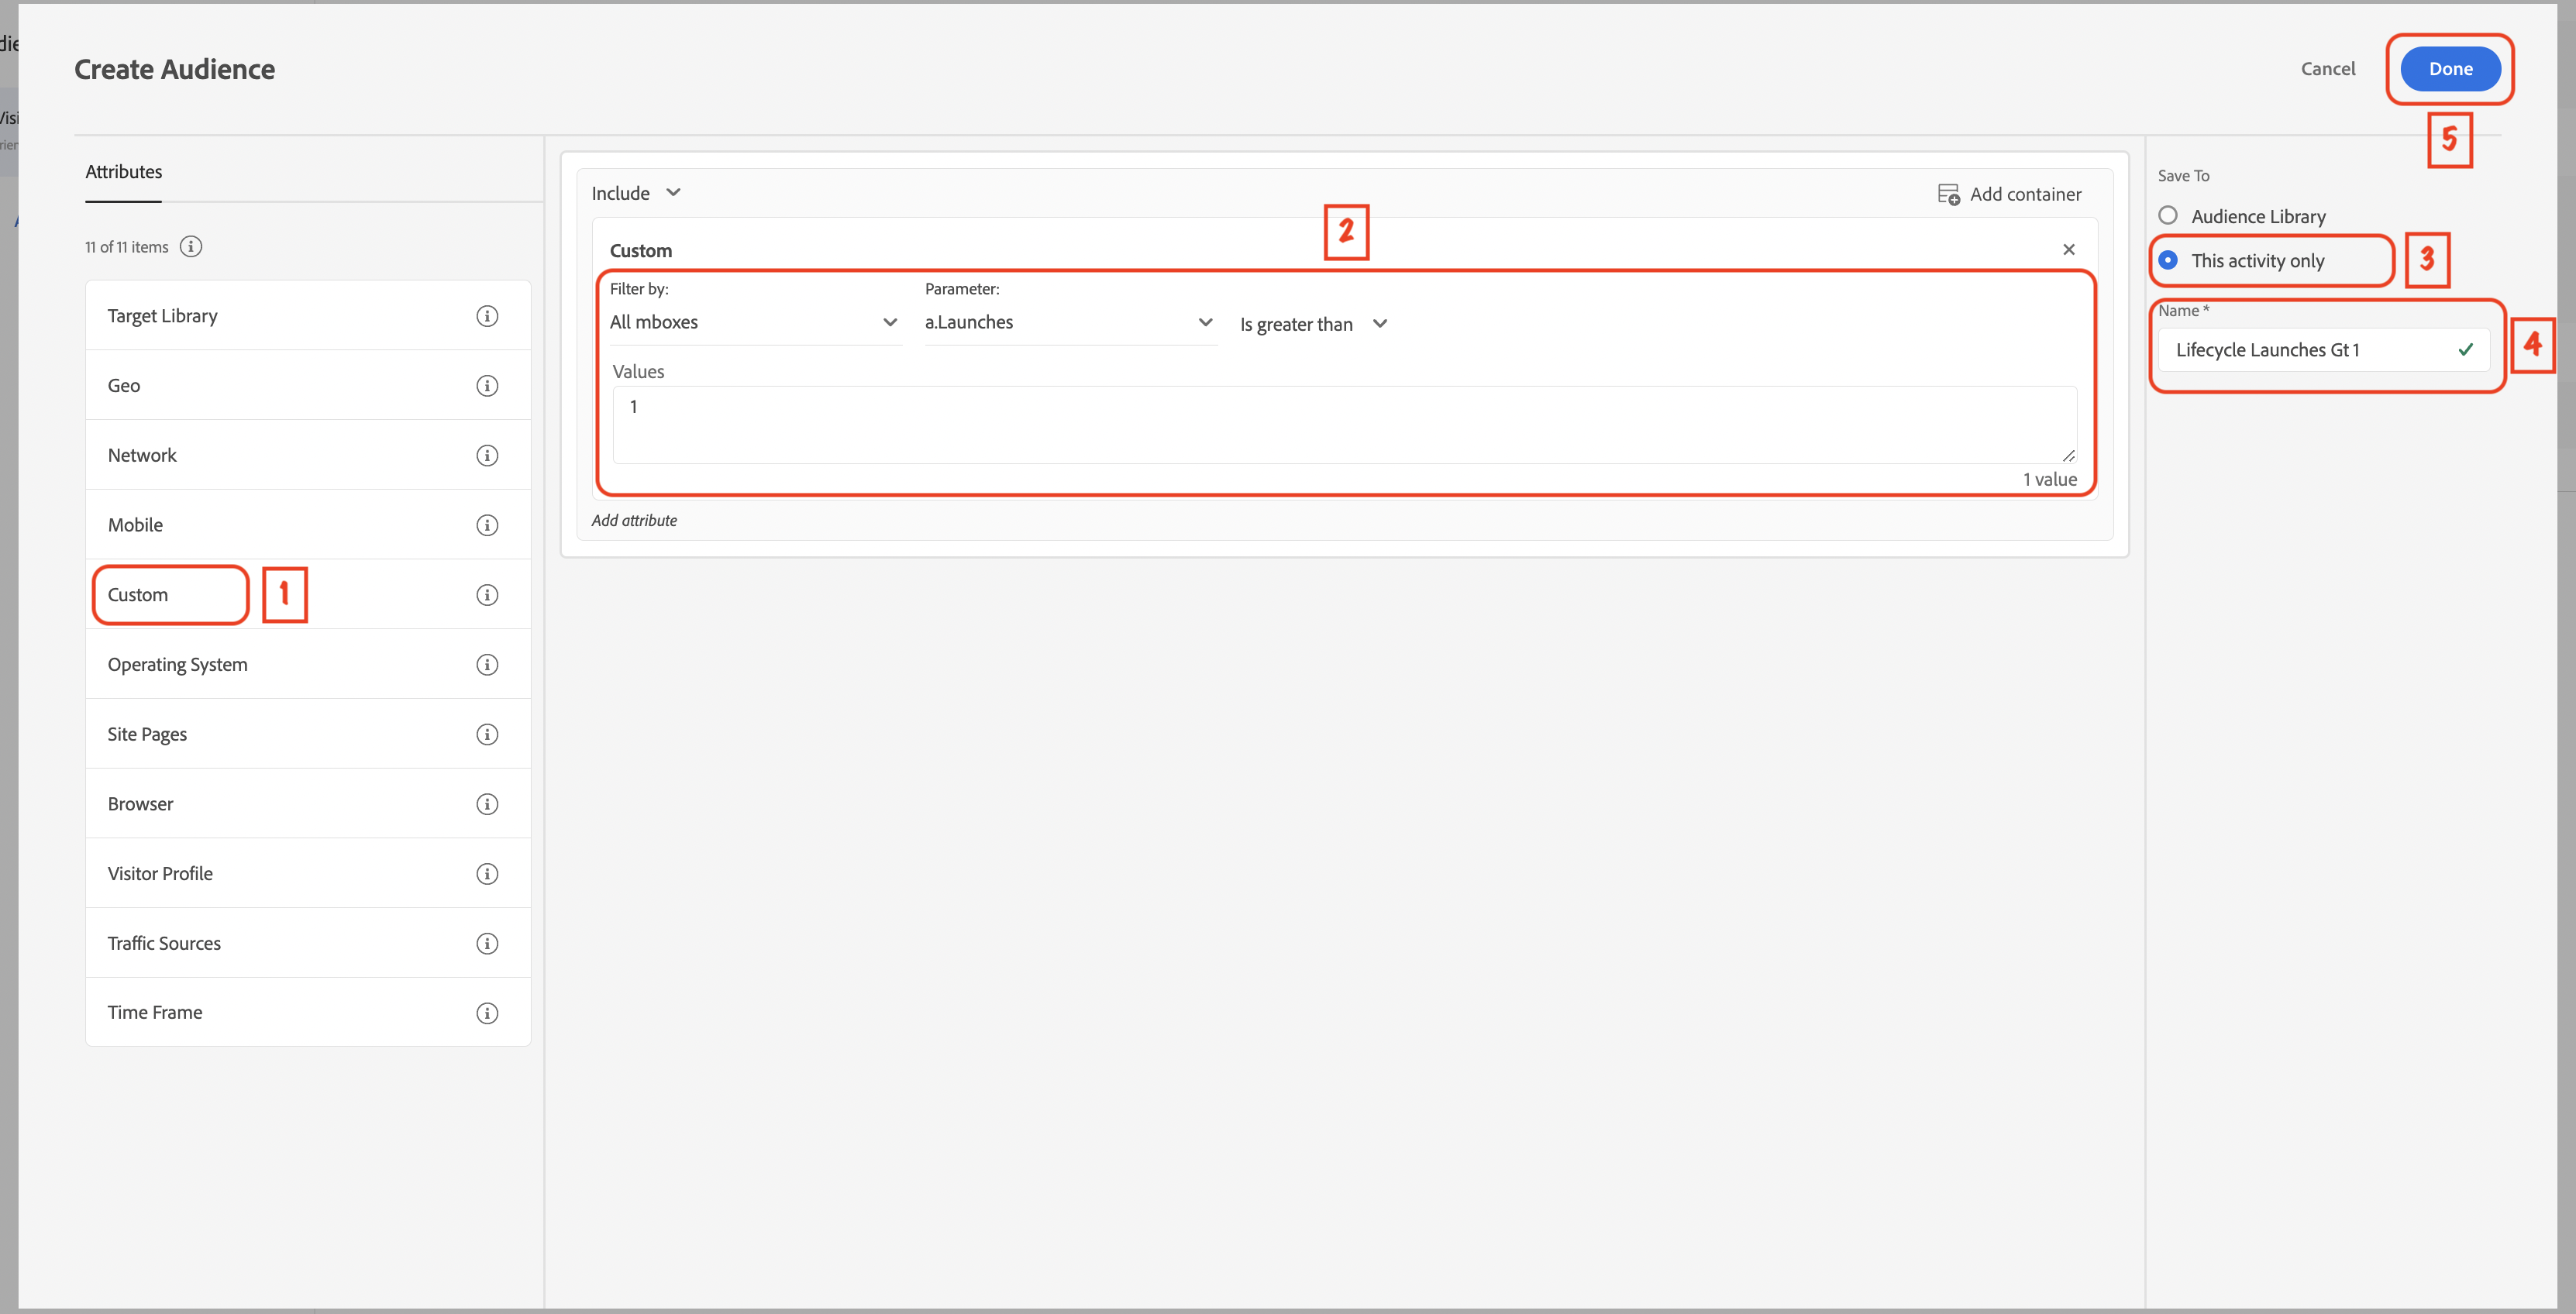 Create Audience
Cancel
Done
5
Attributes
11 of 11 items
Target Library
Geo
Network
Mobile
Custom
1
Operating System
Site Pages
Browser
Visitor Profile
Traffic Sources
Time Frame
Include
Add container
2
Custom
Filter by:
Parameter:
All mboxes
a.Launches
Is greater than
Values
1
1 value
Add attribute
Save To
Audience Library
This activity only
3
Name *
Lifecycle Launches Gt 1
4